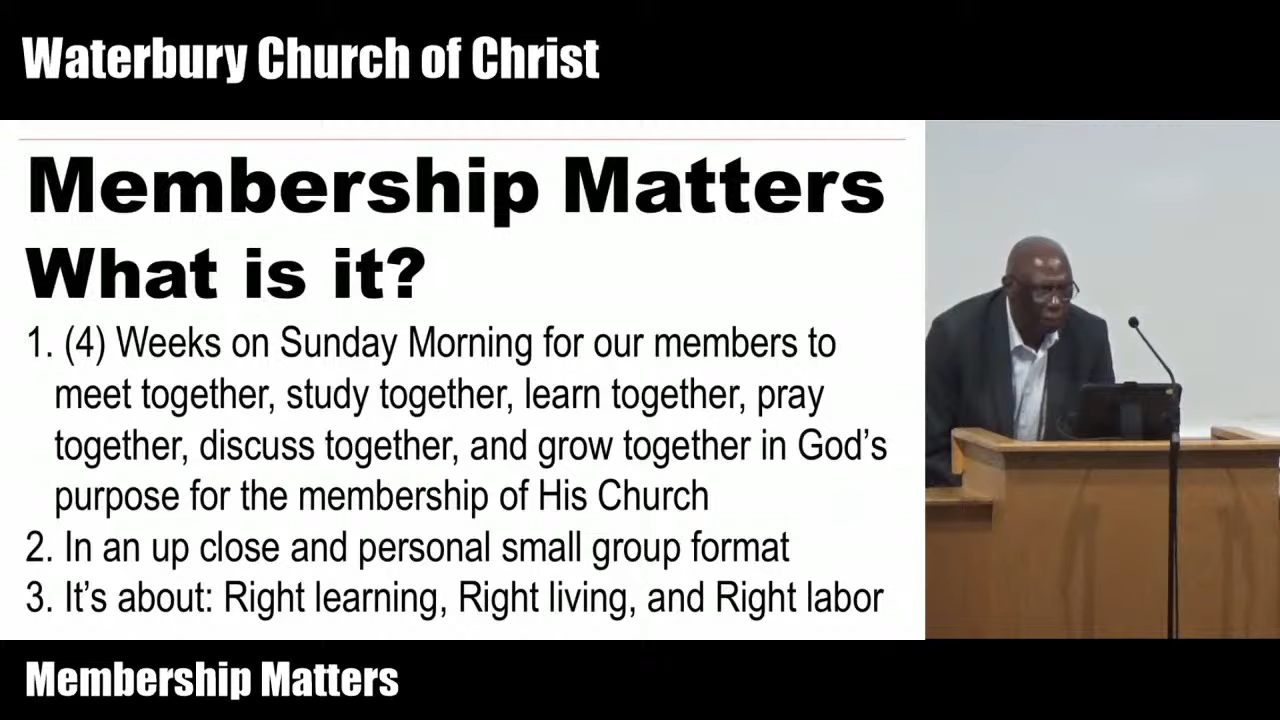 Waterbury Church of Christ
Membership Matters
What is it?
1. (4) Weeks on Sunday Morning for our members to
meet together, study together, learn together, pray
together, discuss together, and grow together in God’s
purpose for the membership of His Church
2. In an up close and personal small group format
3. It’s about: Right learning, Right living, and Right labor
Membership Matters